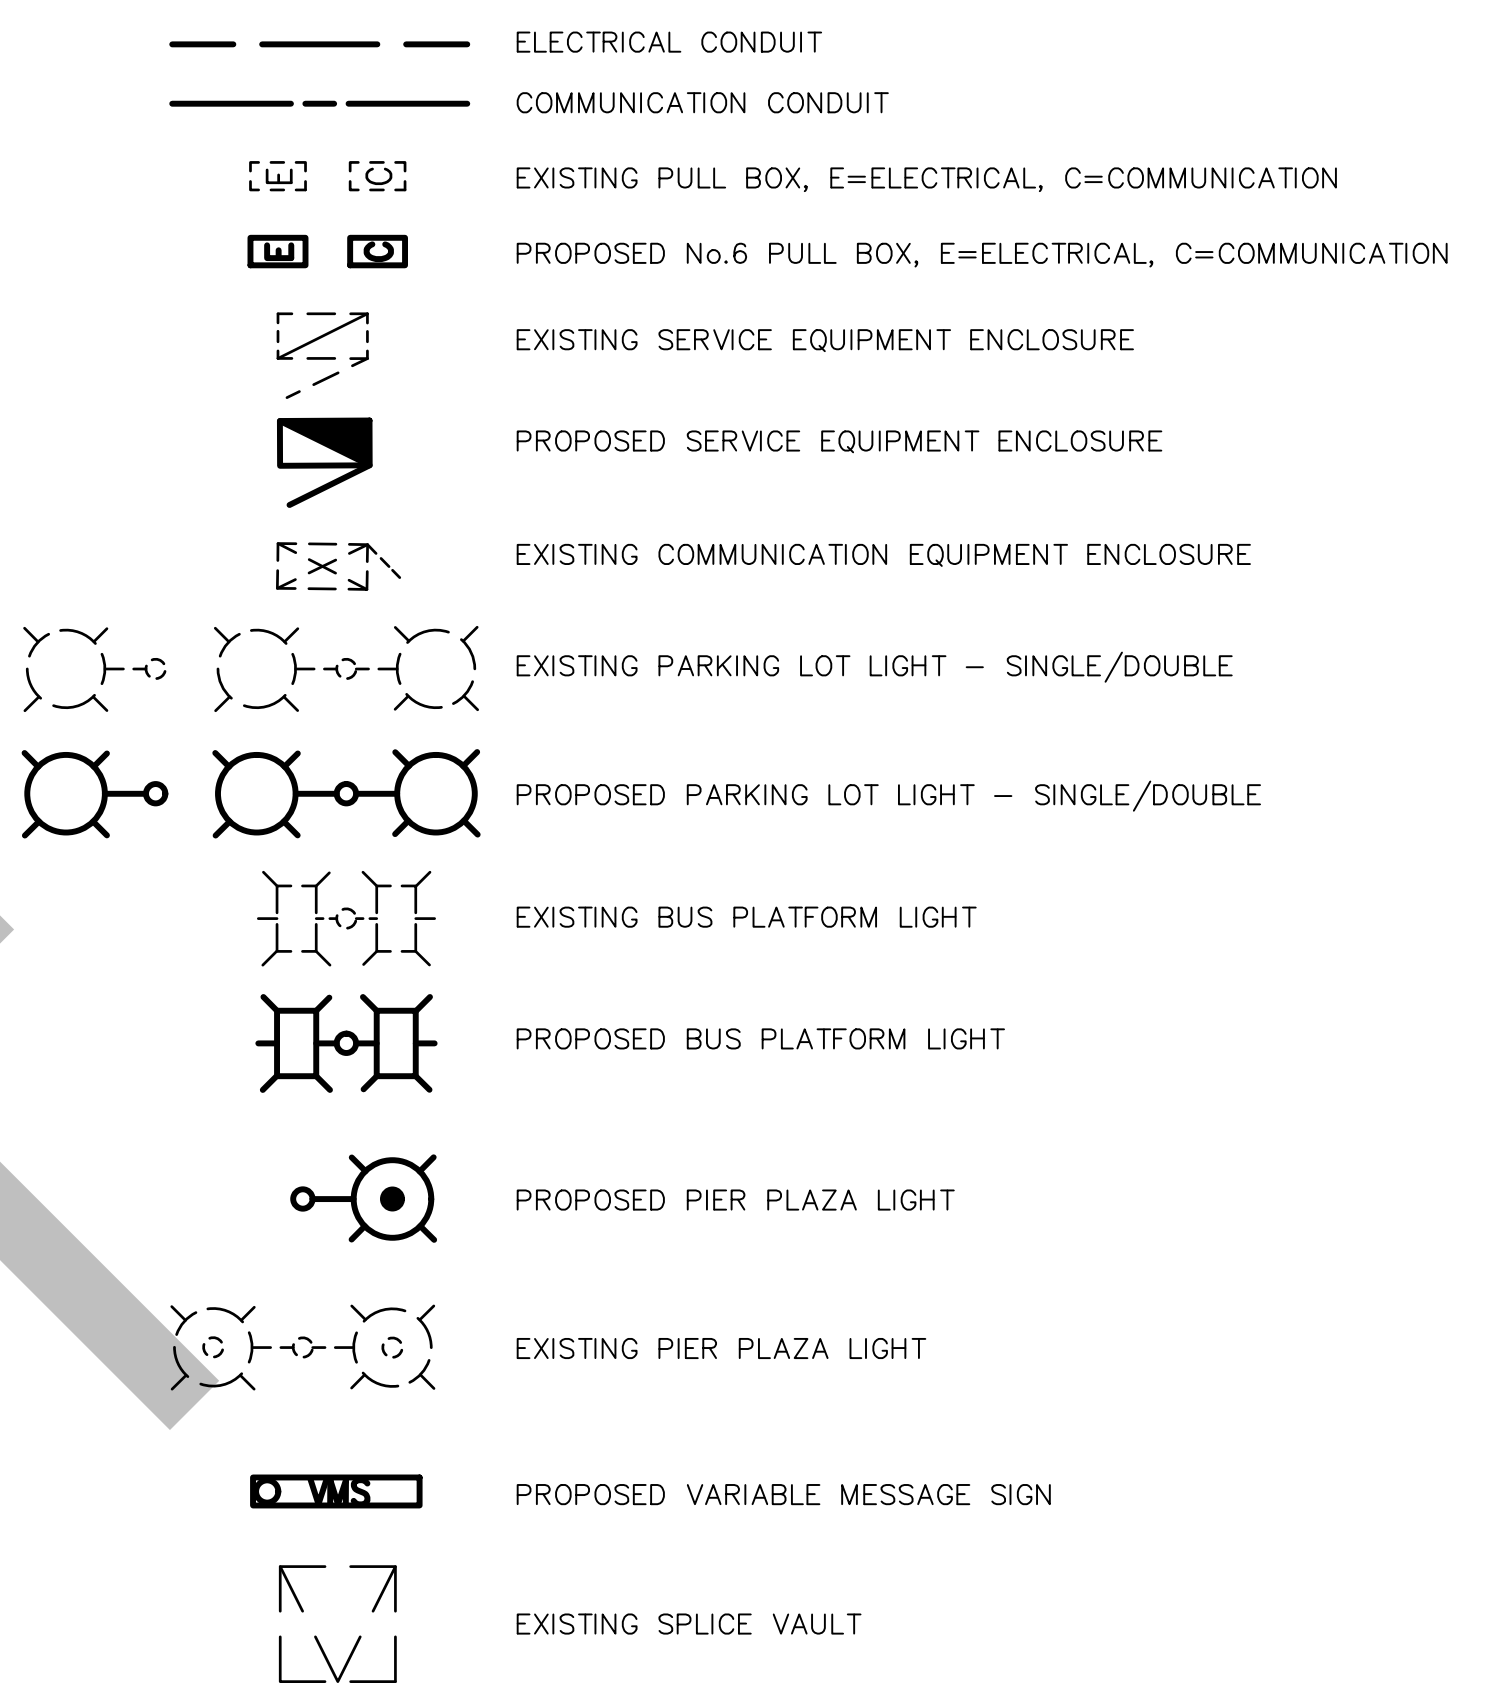 ELECTRICAL CONDUIT
COMMUNICATION CONDUIT
E C EXISTING PULL BOX, E=ELECTRICAL, C=COMMUNICATION
E C PROPOSED No.6 PULL BOX, E=ELECTRICAL, C=COMMUNICATION
EXISTING SERVICE EQUIPMENT ENCLOSURE
PROPOSED SERVICE EQUIPMENT ENCLOSURE
EXISTING COMMUNICATION EQUIPMENT ENCLOSURE
EXISTING PARKING LOT LIGHT – SINGLE/DOUBLE
PROPOSED PARKING LOT LIGHT – SINGLE/DOUBLE
EXISTING BUS PLATFORM LIGHT
PROPOSED BUS PLATFORM LIGHT
PROPOSED PIER PLAZA LIGHT
EXISTING PIER PLAZA LIGHT
VMS PROPOSED VARIABLE MESSAGE SIGN
EXISTING SPLICE VAULT